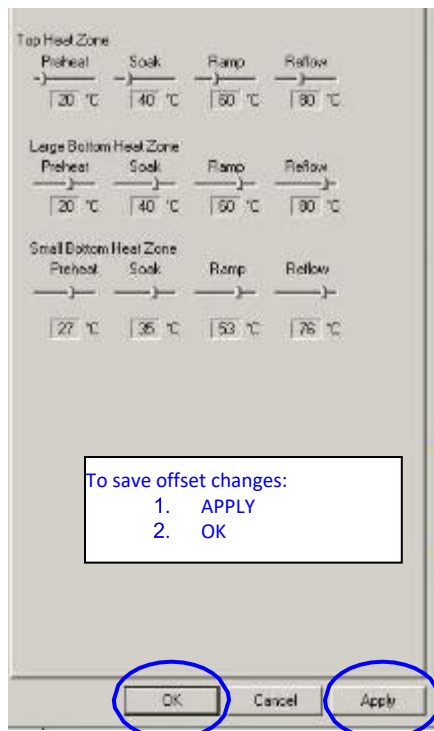 Top Heat Zone
Preheat Soak Ramp Reflow
20 °C 40 °C 60 °C 80 °C
Large Bottom Heat Zone
Preheat Soak Ramp Reflow
20 °C 40 °C 60 °C 80 °C
Small Bottom Heat Zone
Preheat Soak Ramp Reflow
27 °C 35 °C 53 °C 76 °C
To save offset changes:
1. APPLY
2. OK
OK Cancel Apply